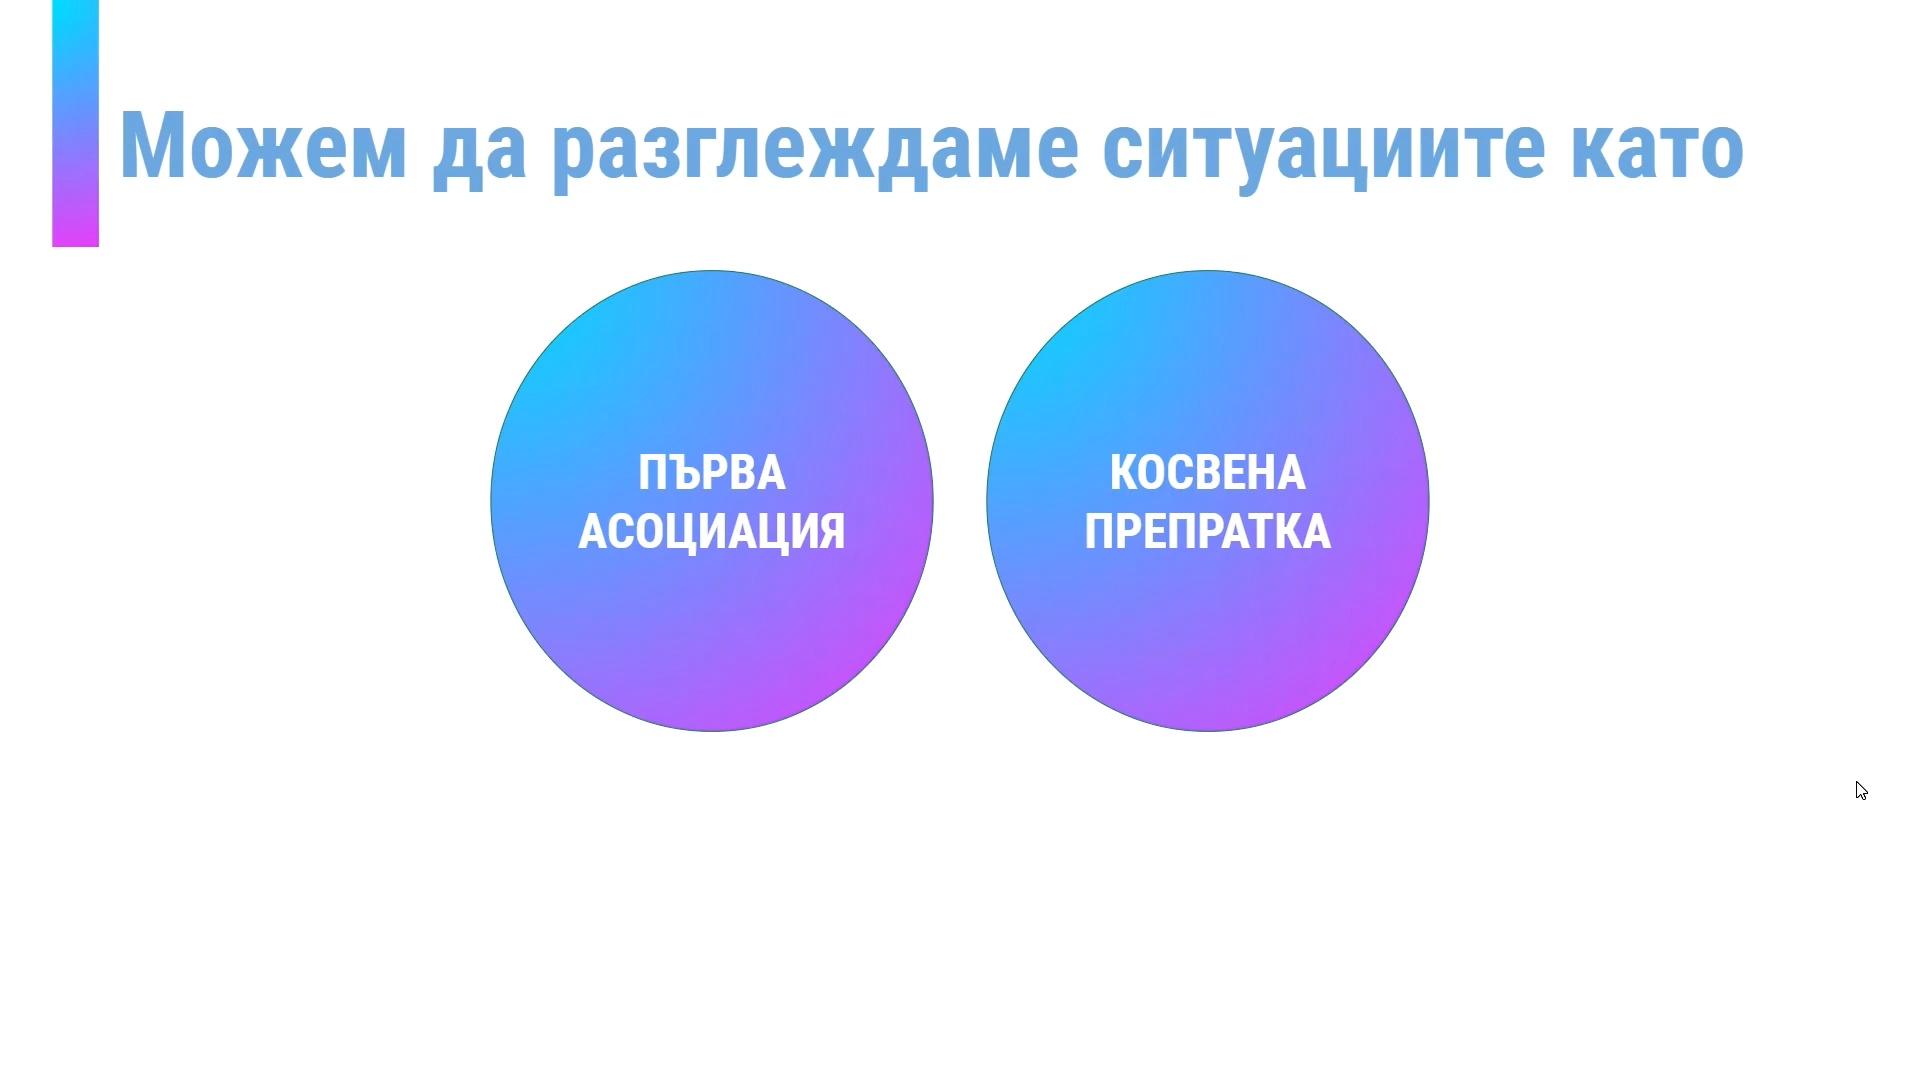 Можем да разглеждаме ситуациите като
ПЪРВА
АСОЦИАЦИЯ
КОСВЕНА
ПРЕПРАТКА